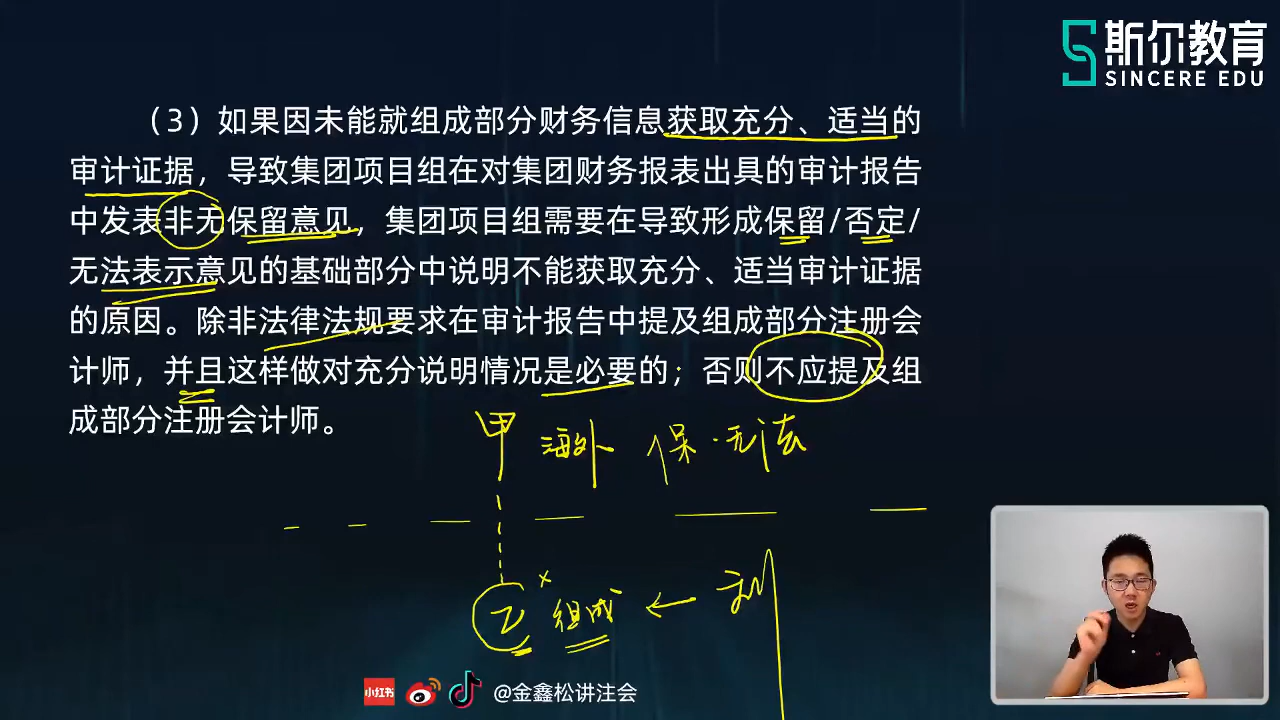 斯尔教育
SINCERE EDU
（3）如果因未能就组成部分财务信息获取充分、适当的
审计证据，导致集团项目组在对集团财务报表出具的审计报告
中发表非无保留意见，集团项目组需要在导致形成保留/否定/
无法表示意见的基础部分中说明不能获取充分、适当审计证据
的原因。除非法律法规要求在审计报告中提及组成部分注册会
计师，并且这样做对充分说明情况是必要的；否则不应提及组
成部分注册会计师。
甲 海外 保·无法
乙 × 组成 ←
小红书
@金鑫松讲注会